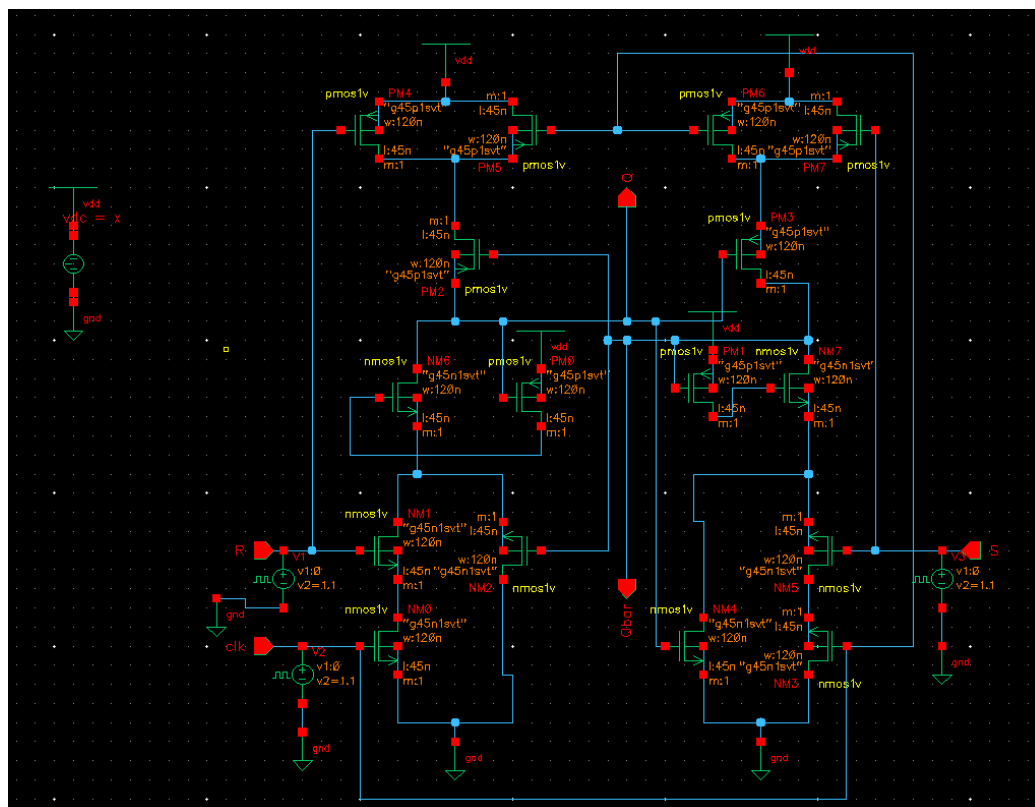 vdd
vdd
pmos1v
PM4
m:1
pmos1v
PM6
m:1
"g45p1svt"
l:45n
"g45p1svt"
l:45n
w:120n
w:120n
w:120n
w:120n
l:45n
"g45p1svt"
l:45n
"g45p1svt"
m:1
PM5
pmos1v
m:1
PM7
pmos1v
vdd
vdc = x
gnd
Q
m:1
l:45n
w:120n
"g45p1svt"
PM2
pmos1v
pmos1v
PM3
"g45p1svt"
w:120n
l:45n
m:1
vdd
vdd
nmos1v
NM6
pmos1v
PM0
pmos1v
PM1
nmos1v
NM7
"g45n1svt"
"g45p1svt"
"g45p1svt"
"g45n1svt"
w:120n
w:120n
w:120n
w:120n
l:45n
l:45n
l:45n
l:45n
m:1
m:1
m:1
m:1
nmos1v
NM1
m:1
m:1
"g45n1svt"
l:45n
l:45n
w:120n
w:120n
w:120n
l:45n
"g45n1svt"
"g45n1svt"
m:1
NM2
nmos1v
NM5
nmos1v
R
V1
v1:0
v2=1.1
gnd
S
V3
v1:0
v2=1.1
gnd
NM0
"g45n1svt"
w:120n
l:45n
m:1
Qbar
nmos1v
nmos1v
NM4
m:1
"g45n1svt"
l:45n
w:120n
w:120n
l:45n
"g45n1svt"
m:1
NM3
nmos1v
clk
V2
v1:0
v2=1.1
gnd
gnd
gnd